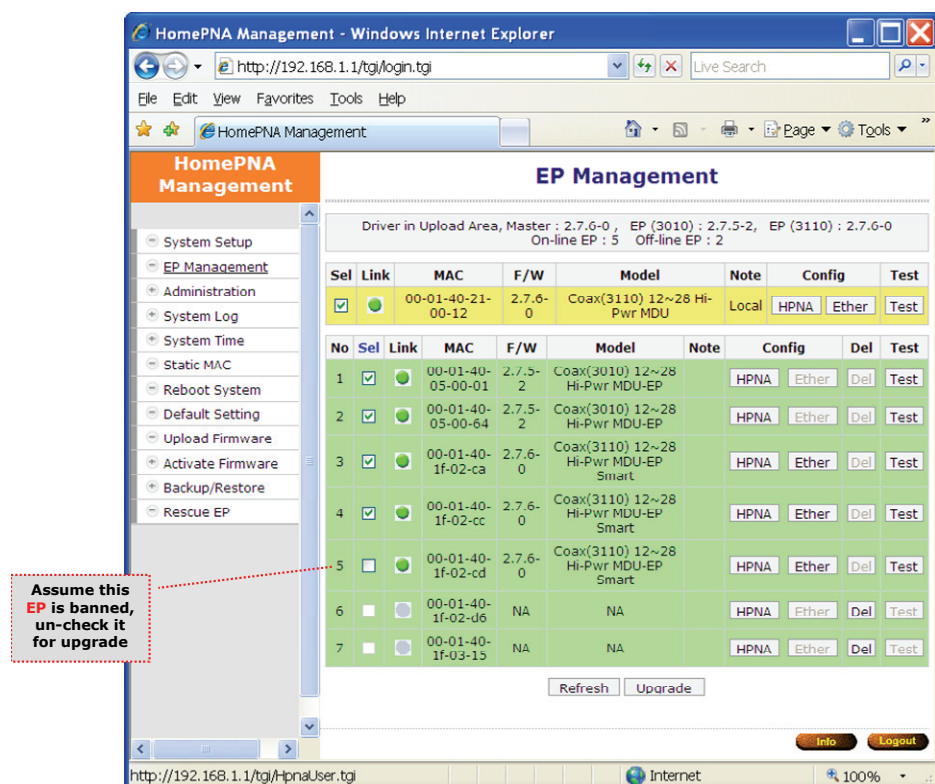 HomePNA Management - Windows Internet Explorer
http://192.168.1.1/tgi/login.tgi
Live Search
File Edit View Favorites Tools Help
HomePNA Management
Page Tools »
HomePNA
Management
System Setup
EP Management
Administration
System Log
System Time
Static MAC
Reboot System
Default Setting
Upload Firmware
Activate Firmware
Backup/Restore
Rescue EP
EP Management
Driver in Upload Area, Master : 2.7.6-0 , EP (3010) : 2.7.5-2, EP (3110) : 2.7.6-0
On-line EP : 5 Off-line EP : 2
Sel Link MAC F/W Model Note Config Test
00-01-40-21-00-12 2.7.6-0 Coax(3110) 12~28 Hi-Pwr MDU Local HPNA Ether Test
No Sel Link MAC F/W Model Note Config Del Test
1 00-01-40-05-00-01 2.7.5-2 Coax(3010) 12~28 Hi-Pwr MDU-EP HPNA Ether Del Test
2 00-01-40-05-00-64 2.7.5-2 Coax(3010) 12~28 Hi-Pwr MDU-EP HPNA Ether Del Test
3 00-01-40-1f-02-ca 2.7.6-0 Coax(3110) 12~28 Hi-Pwr MDU-EP Smart HPNA Ether Del Test
4 00-01-40-1f-02-cc 2.7.6-0 Coax(3110) 12~28 Hi-Pwr MDU-EP Smart HPNA Ether Del Test
5 00-01-40-1f-02-cd 2.7.6-0 Coax(3110) 12~28 Hi-Pwr MDU-EP Smart HPNA Ether Del Test
6 00-01-40-1f-02-d6 NA NA HPNA Ether Del Test
7 00-01-40-1f-03-15 NA NA HPNA Ether Del Test
Refresh Upgrade
Info Logout
Assume this
EP is banned,
un-check it
for upgrade
http://192.168.1.1/tgi/HpnaUser.tgi
Internet
100%